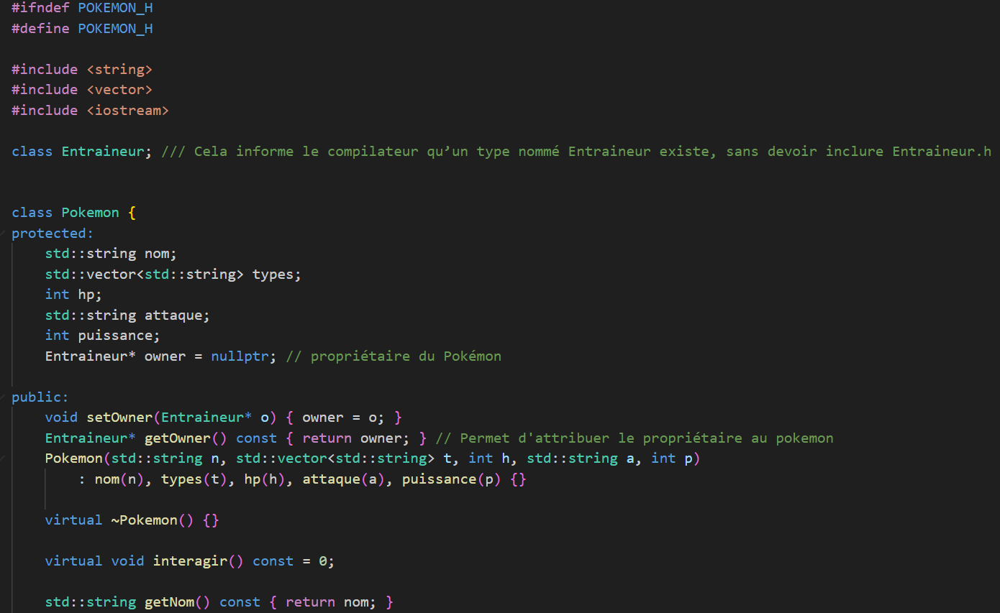 #ifndef POKEMON_H
#define POKEMON_H

#include <string>
#include <vector>
#include <iostream>

class Entraineur; /// Cela informe le compilateur qu’un type nommé Entraineur existe, sans devoir inclure Entraineur.h

class Pokemon {
protected:
    std::string nom;
    std::vector<std::string> types;
    int hp;
    std::string attaque;
    int puissance;
    Entraineur* owner = nullptr; // propriétaire du Pokémon

public:
    void setOwner(Entraineur* o) { owner = o; }
    Entraineur* getOwner() const { return owner; } // Permet d'attribuer le propriétaire au pokemon
    Pokemon(std::string n, std::vector<std::string> t, int h, std::string a, int p)
        : nom(n), types(t), hp(h), attaque(a), puissance(p) {}

    virtual ~Pokemon() {}

    virtual void interagir() const = 0;

    std::string getNom() const { return nom; }